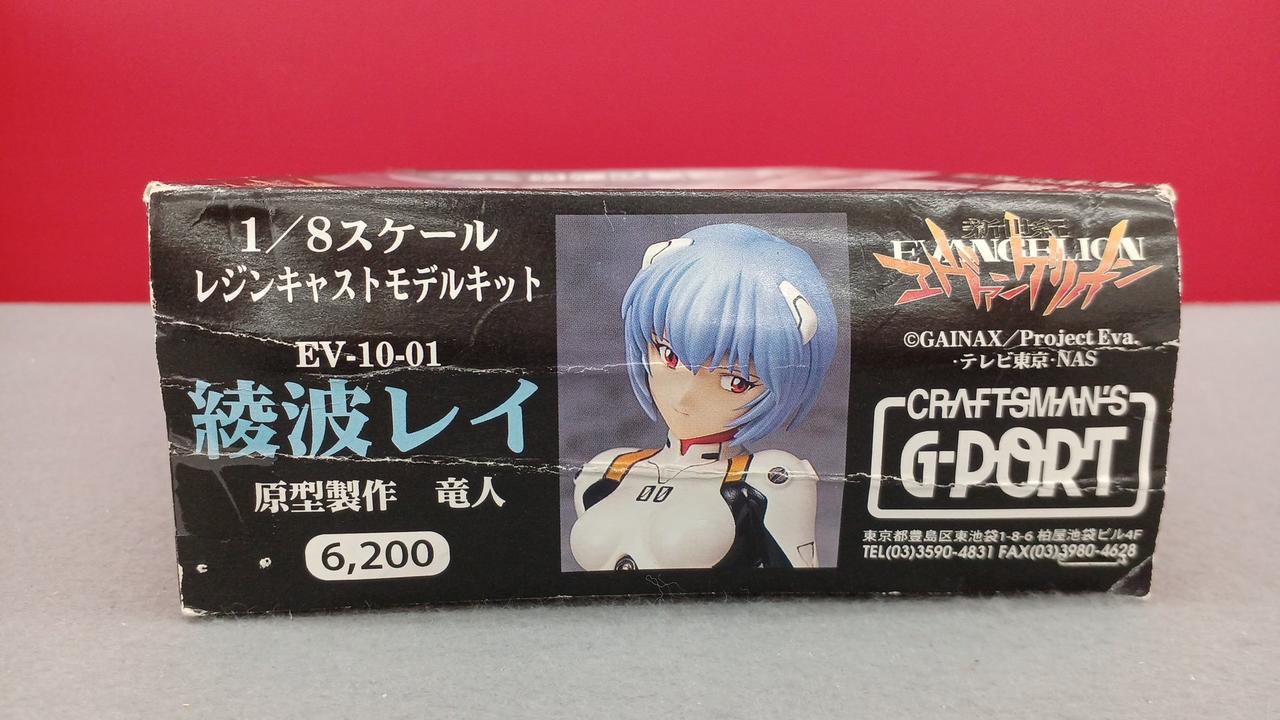 1/8スケール
レジンキャストモデルキット
EV-10-01
綾波レイ
原型製作 竜人
6,200
00
新世紀
EVANGELION
エヴァンゲリオン
©GAINAX/Project Eva.
・テレビ東京・NAS
CRAFTSMAN'S
G-PORT
東京都豊島区東池袋1-8-6 柏屋池袋ビル4F
TEL(03)3590-4831 FAX(03)3980-4628